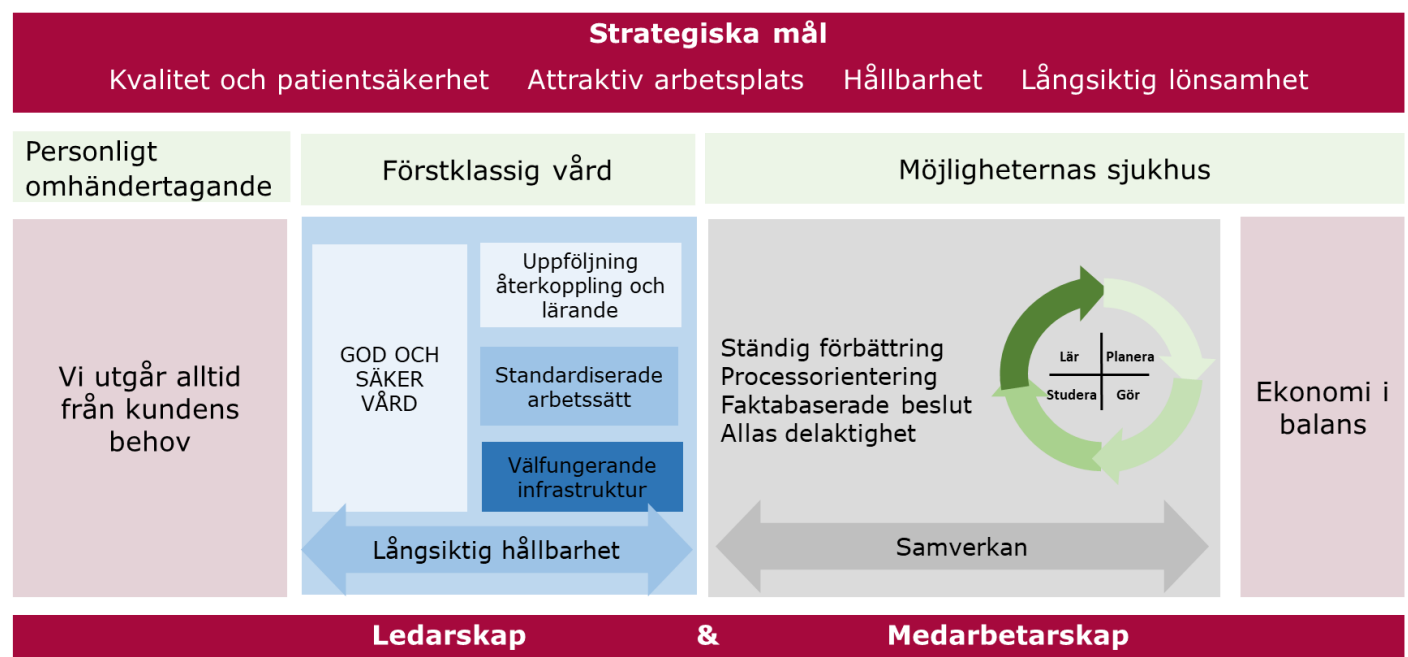 Strategiska mål
Kvalitet och patientsäkerhet Attraktiv arbetsplats Hållbarhet Långsiktig lönsamhet
Personligt
omhändertagande
Förstklassig vård
Möjligheternas sjukhus
Vi utgår alltid
från kundens
behov
GOD OCH
SÄKER
VÅRD
Uppföljning
återkoppling och
lärande
Standardiserade
arbetssätt
Välfungerande
infrastruktur
Långsiktig hållbarhet
Ständig förbättring
Processorientering
Faktabaserade beslut
Allas delaktighet
Lär
Planera
Studera
Gör
Samverkan
Ekonomi i
balans
Ledarskap & Medarbetarskap